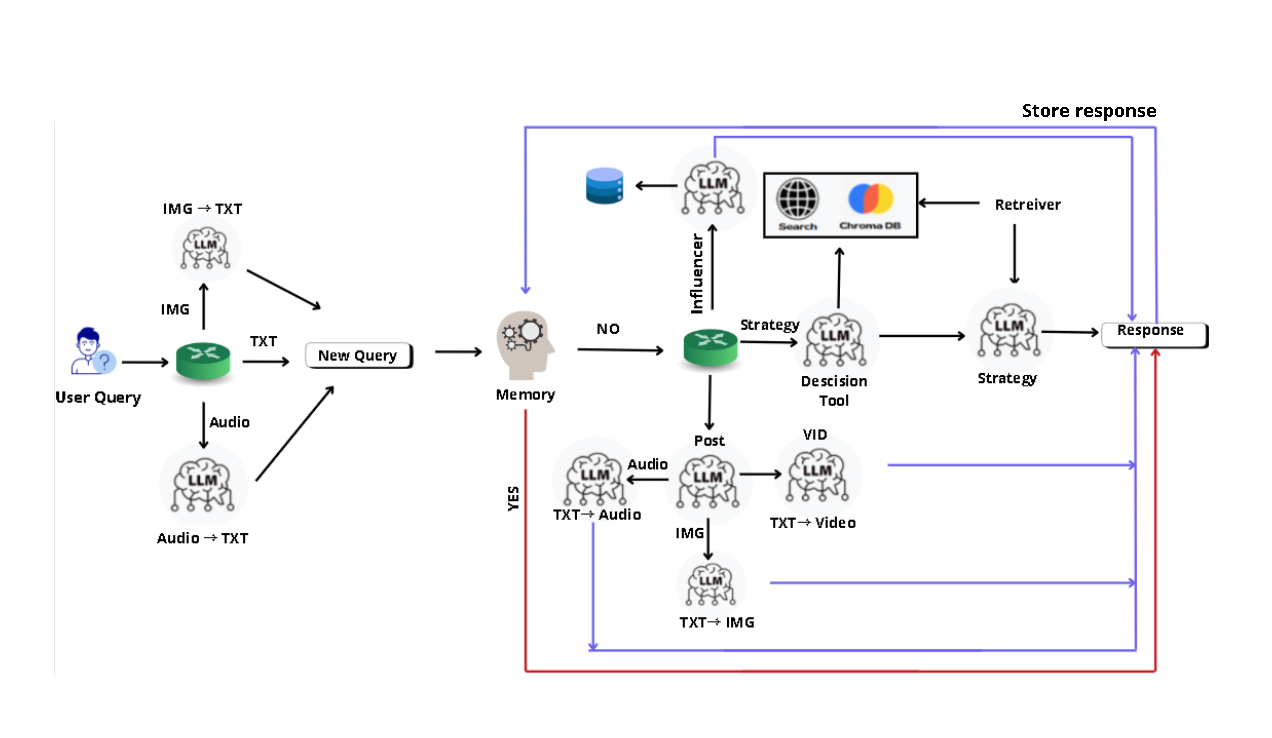 Store response
IMG → TXT
LLM
IMG
User Query
?
TXT
Audio
LLM
Audio → TXT
New Query
Memory
NO
YES
Influencer
LLM
Search
Chroma DB
Retreiver
Strategy
LLM
Descision
Tool
LLM
Strategy
Response
Post
LLM
Audio
LLM
TXT→ Audio
VID
LLM
TXT→ Video
IMG
LLM
TXT→ IMG